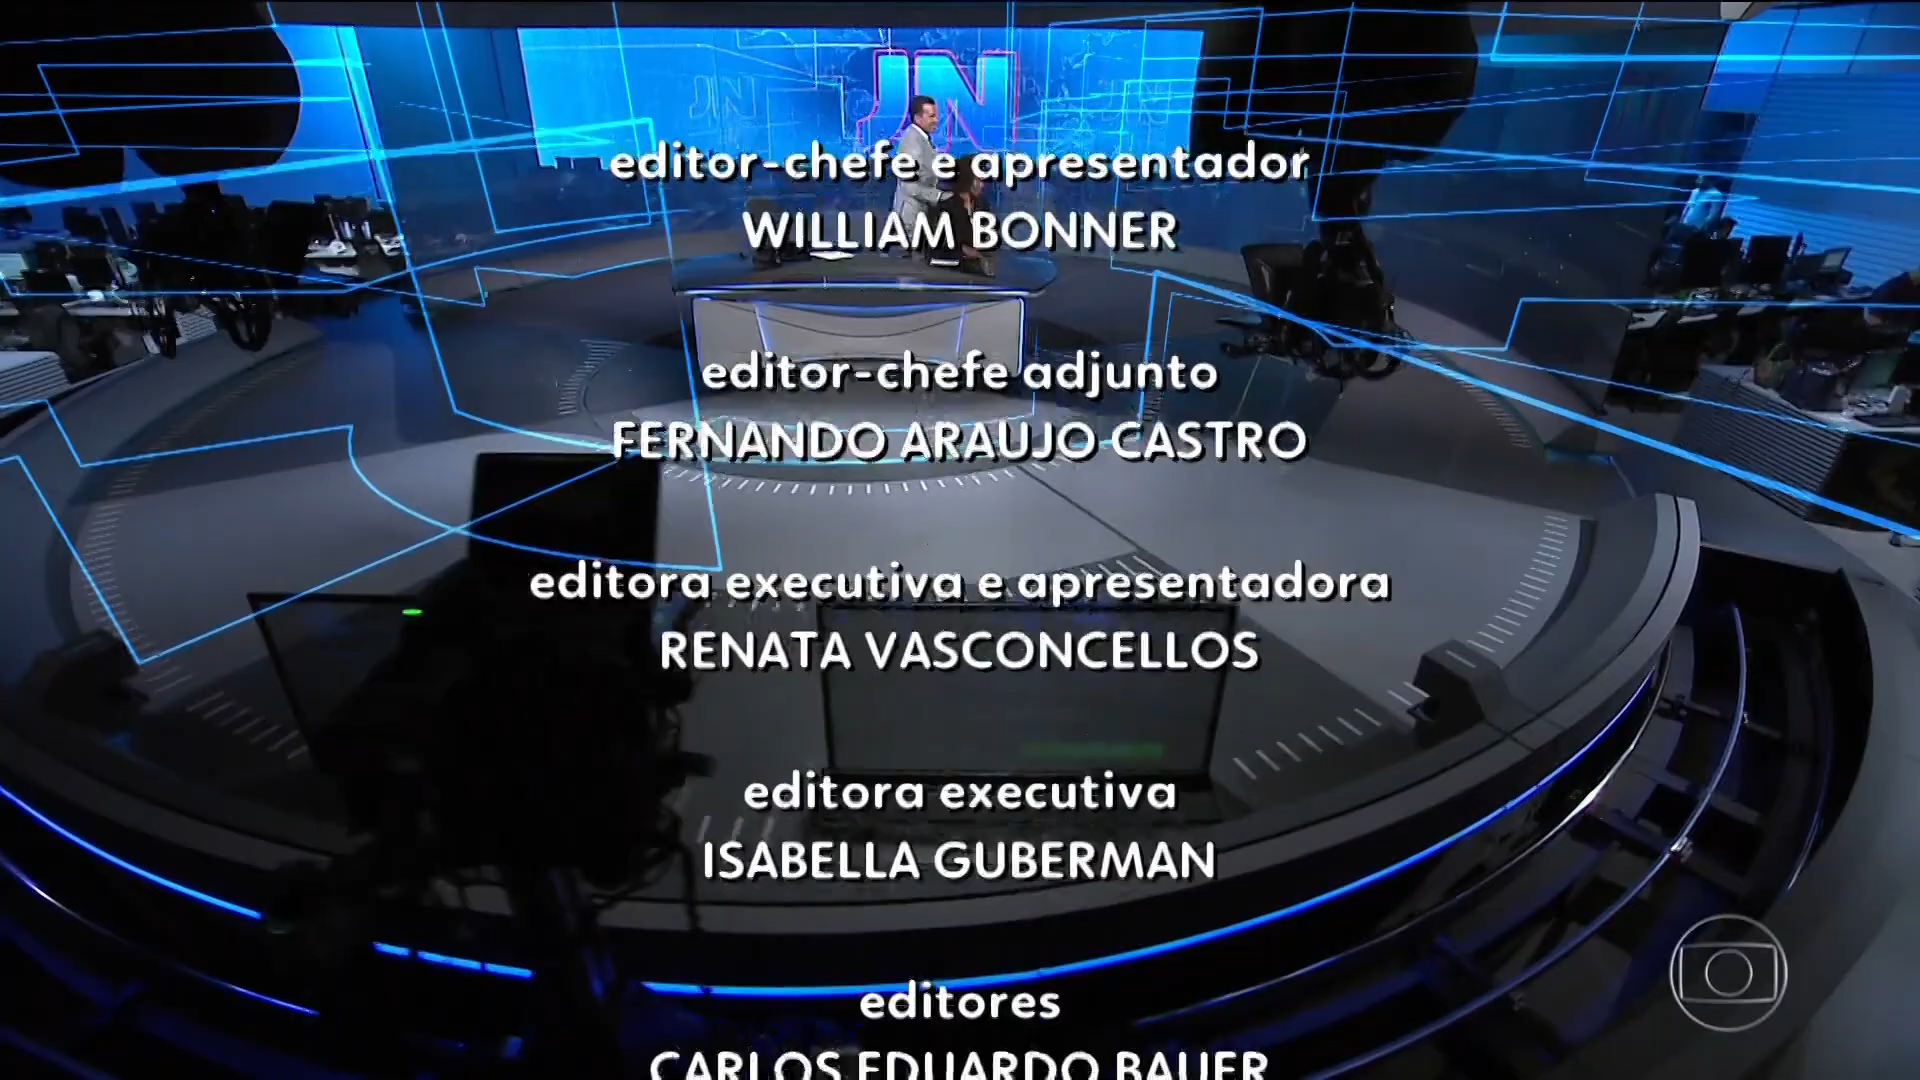 JN
editor-chefe e apresentador
WILLIAM BONNER
editor-chefe adjunto
FERNANDO ARAUJO CASTRO
editora executiva e apresentadora
RENATA VASCONCELLOS
editora executiva
ISABELLA GUBERMAN
editores
CARLOS EDUARDO BAUER